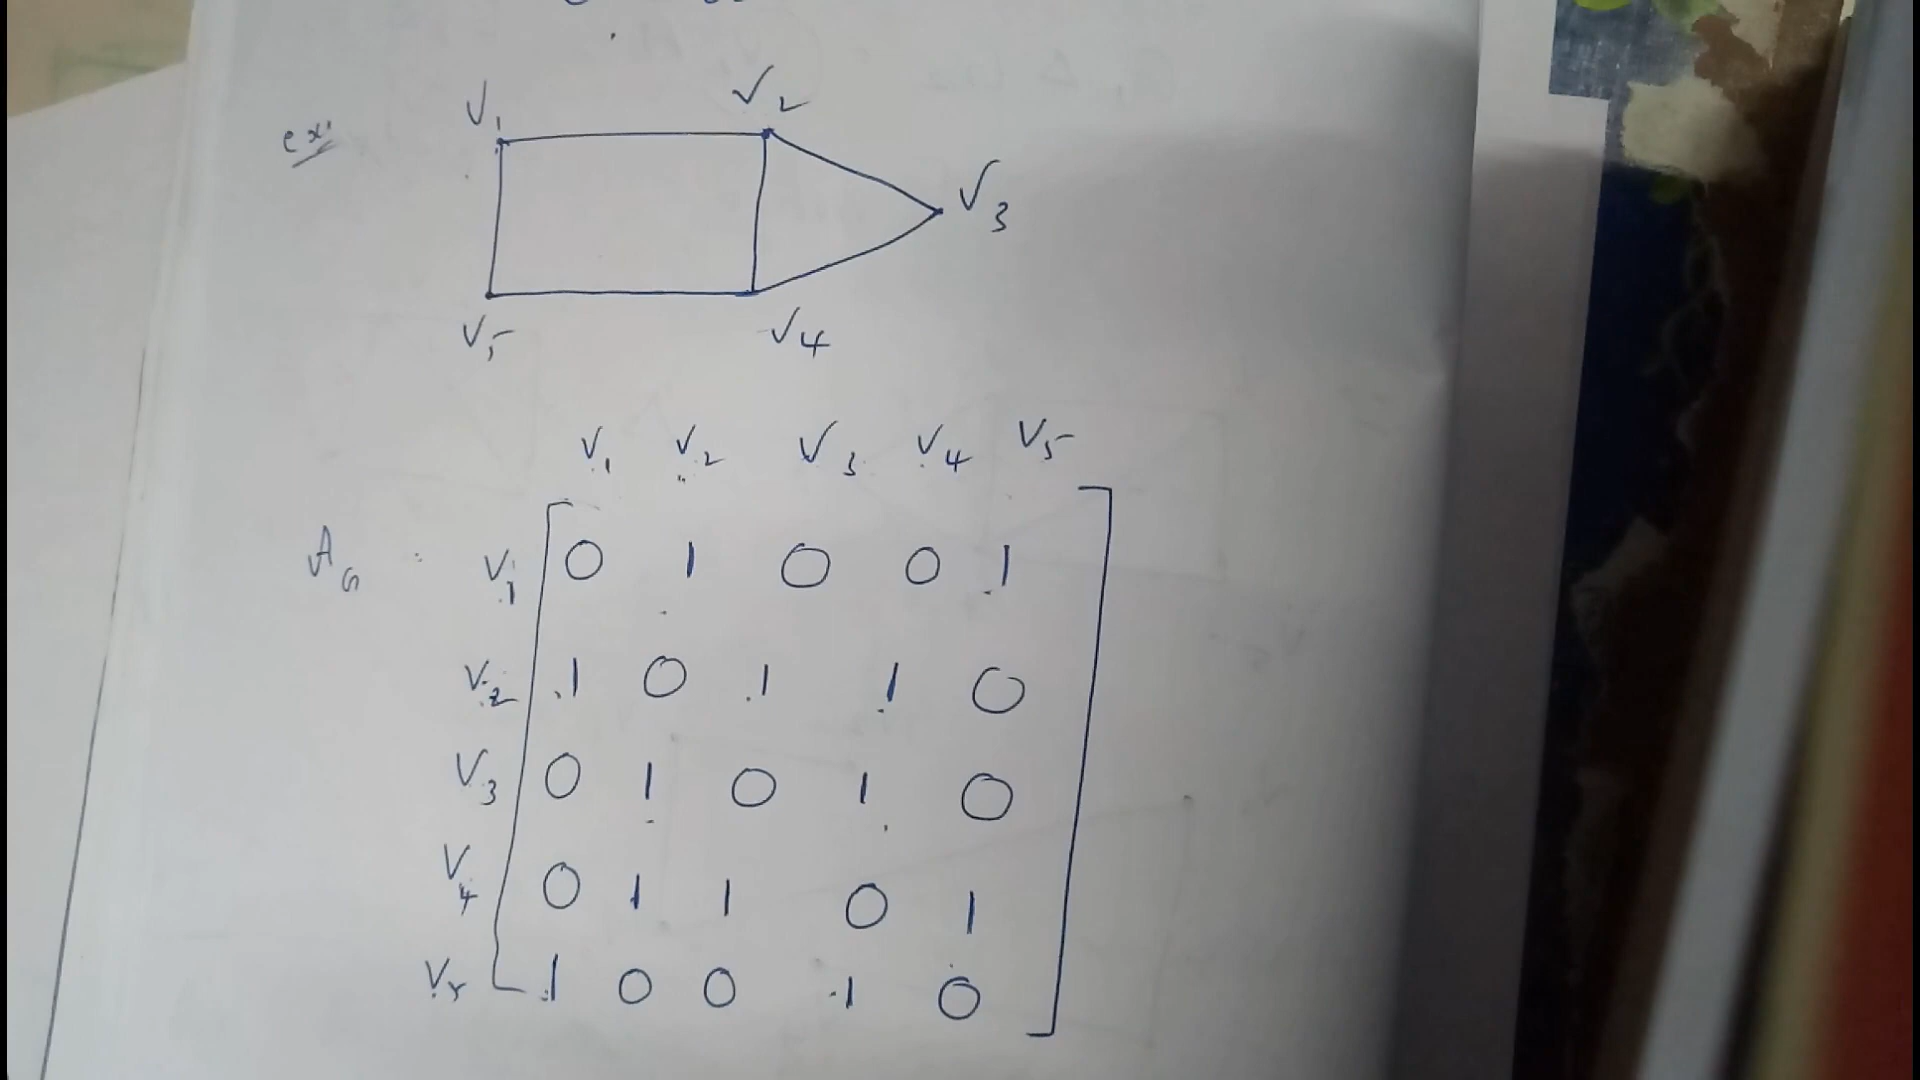 V1 V2
ex:
V3
V5 V4
V1 V2 V3 V4 V5
AG : V1 0 1 0 0 1
V2 1 0 1 1 0
V3 0 1 0 1 0
V4 0 1 1 0 1
V5 1 0 0 1 0